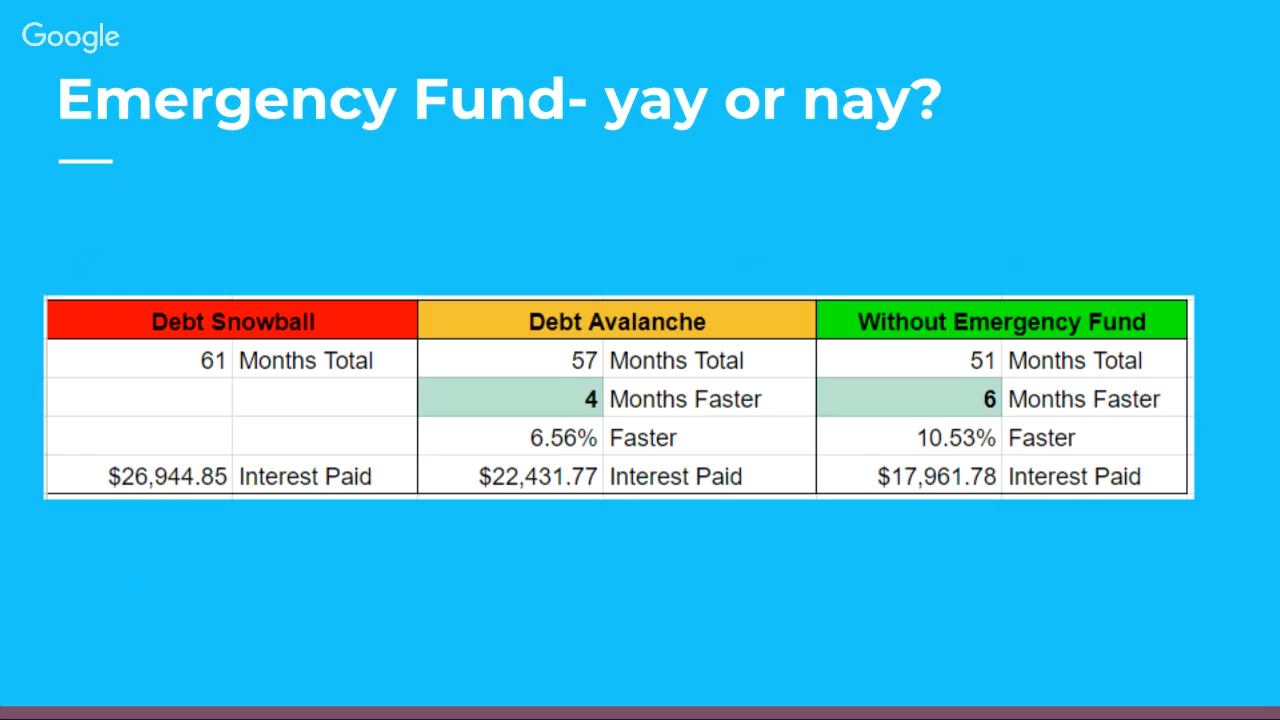 Google
Emergency Fund- yay or nay?
Debt Snowball Debt Avalanche Without Emergency Fund
61 Months Total 57 Months Total 51 Months Total
4 Months Faster 6 Months Faster
6.56% Faster 10.53% Faster
$26,944.85 Interest Paid $22,431.77 Interest Paid $17,961.78 Interest Paid